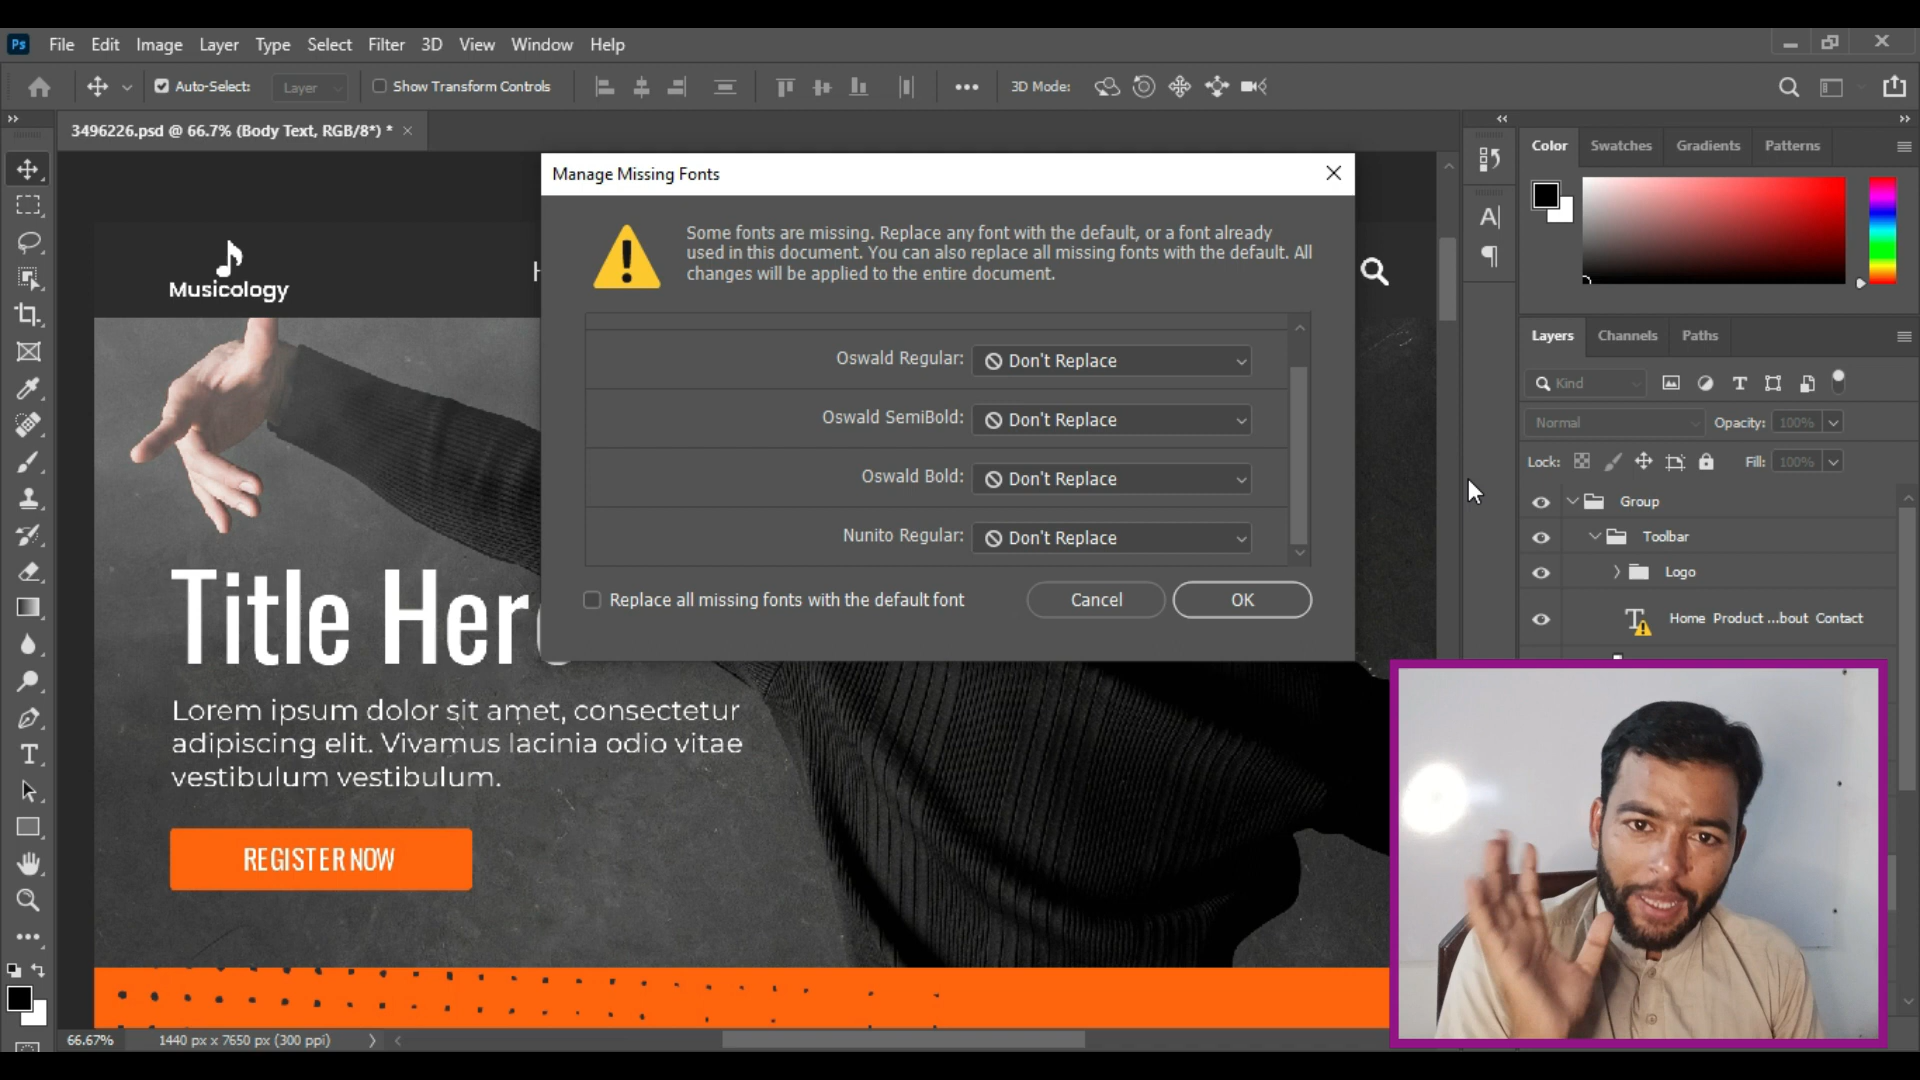 Ps File Edit Image Layer Type Select Filter 3D View Window Help
Auto-Select: Layer Show Transform Controls 3D Mode:
3496226.psd @ 66.7% (Body Text, RGB/8*) *
Color Swatches Gradients Patterns
Manage Missing Fonts
Some fonts are missing. Replace any font with the default, or a font already
used in this document. You can also replace all missing fonts with the default. All
changes will be applied to the entire document.
Musicology
H
Layers Channels Paths
Oswald Regular: Don't Replace
Kind
Oswald SemiBold: Don't Replace
Normal Opacity: 100%
Lock: Fill: 100%
Oswald Bold: Don't Replace
Group
Nunito Regular: Don't Replace
Toolbar
Logo
Replace all missing fonts with the default font Cancel OK
Home Product ...bout Contact
Title Here
Lorem ipsum dolor sit amet, consectetur
adipiscing elit. Vivamus lacinia odio vitae
vestibulum vestibulum.
REGISTER NOW
66.67% 1440 px x 7650 px (300 ppi)